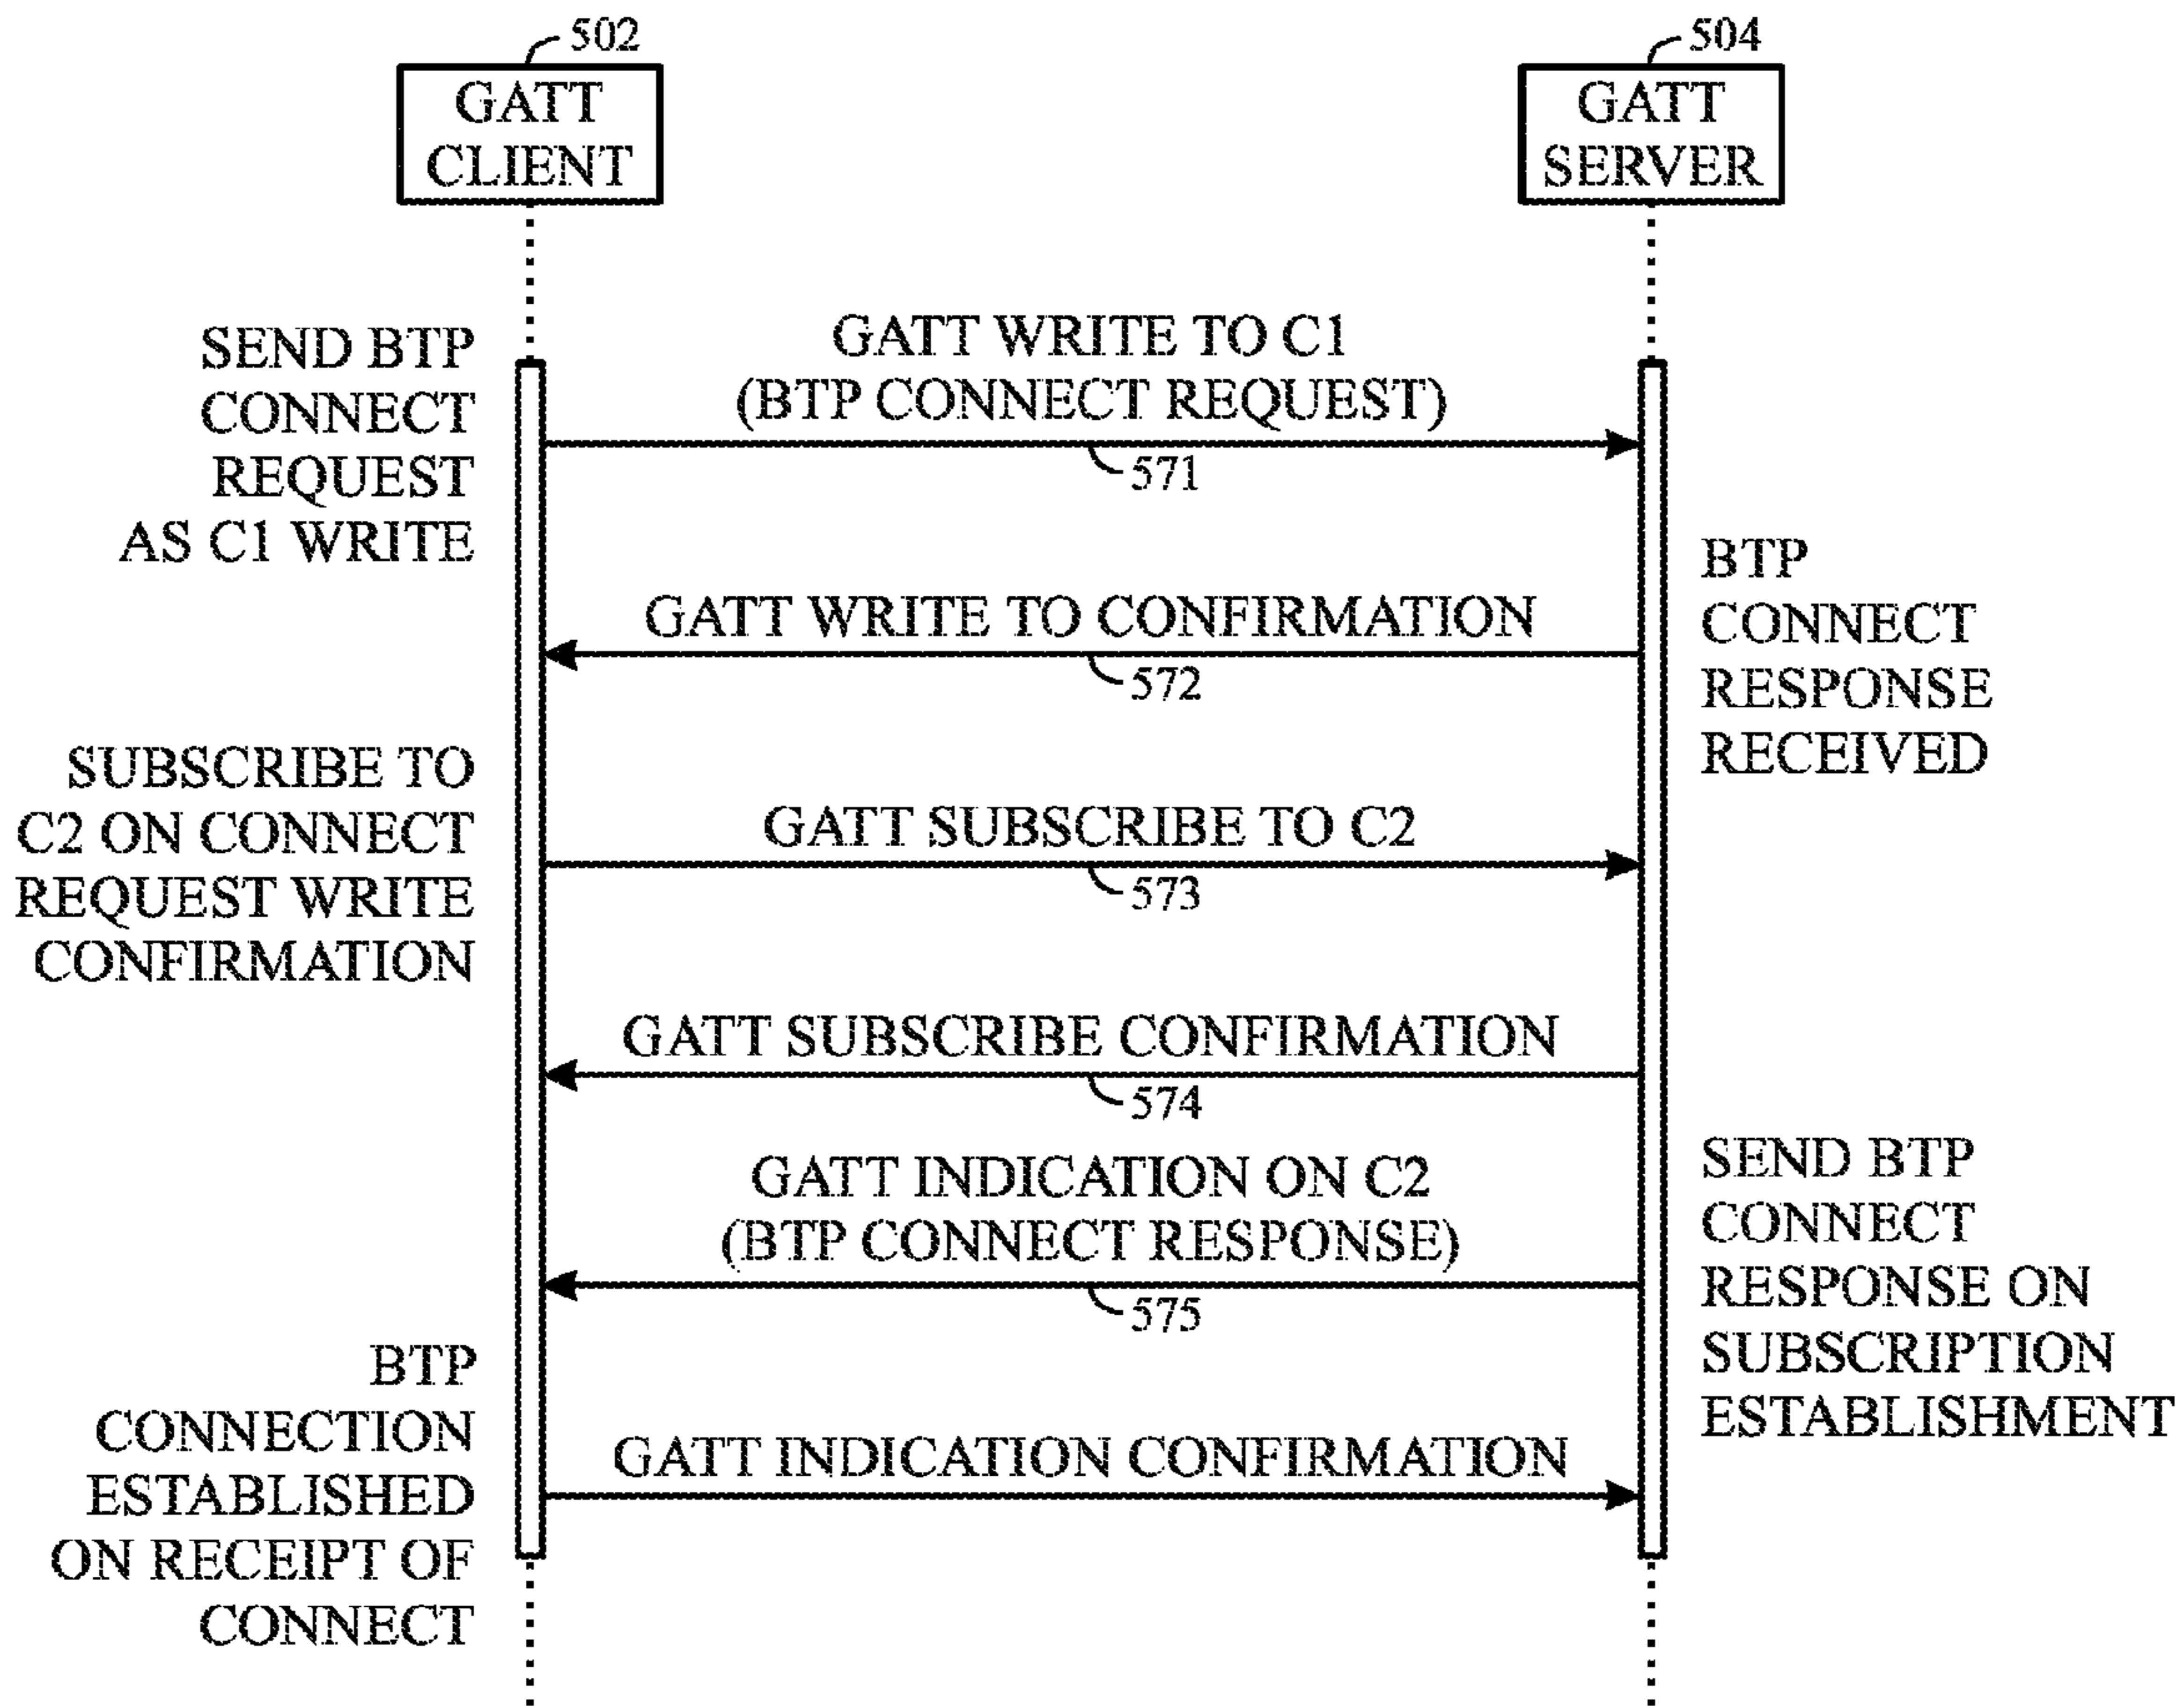 502
504
GATT
CLIENT
GATT
SERVER
SEND BTP
CONNECT
REQUEST
AS C1 WRITE
GATT WRITE TO C1
(BTP CONNECT REQUEST)
571
BTP
CONNECT
RESPONSE
RECEIVED
GATT WRITE TO CONFIRMATION
572
SUBSCRIBE TO
C2 ON CONNECT
REQUEST WRITE
CONFIRMATION
GATT SUBSCRIBE TO C2
573
GATT SUBSCRIBE CONFIRMATION
574
GATT INDICATION ON C2
(BTP CONNECT RESPONSE)
575
SEND BTP
CONNECT
RESPONSE ON
SUBSCRIPTION
ESTABLISHMENT
BTP
CONNECTION
ESTABLISHED
ON RECEIPT OF
CONNECT
GATT INDICATION CONFIRMATION